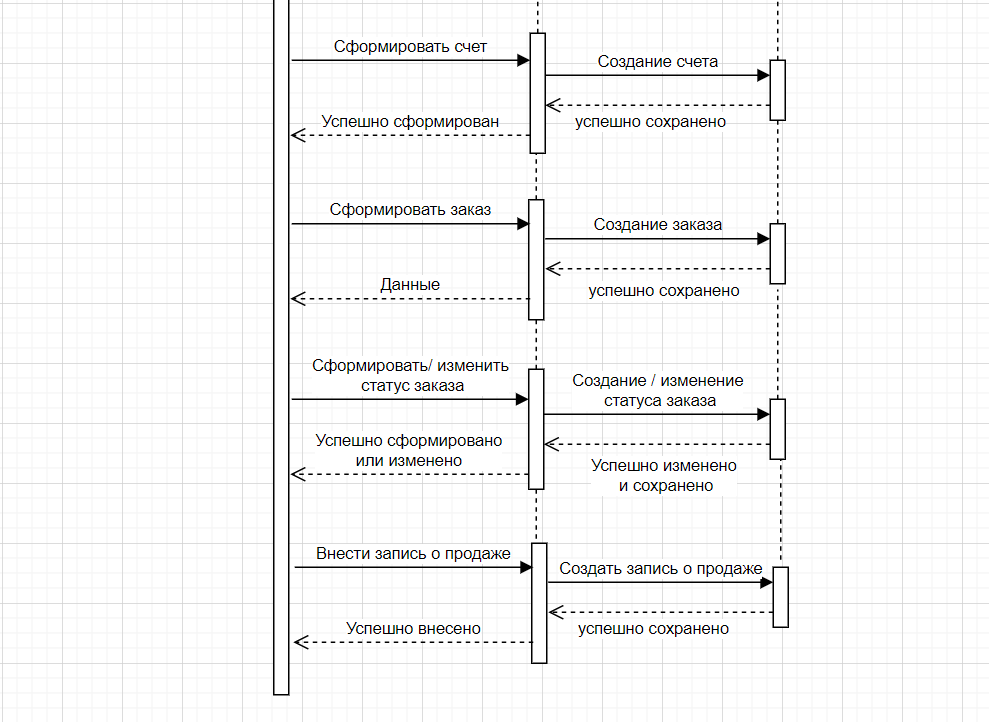 Сформировать счет
Создание счета
Успешно сформирован
успешно сохранено
Сформировать заказ
Создание заказа
Данные
успешно сохранено
Сформировать/ изменить
статус заказа
Создание / изменение
статуса заказа
Успешно сформировано
или изменено
Успешно изменено
и сохранено
Внести запись о продаже
Создать запись о продаже
Успешно внесено
успешно сохранено